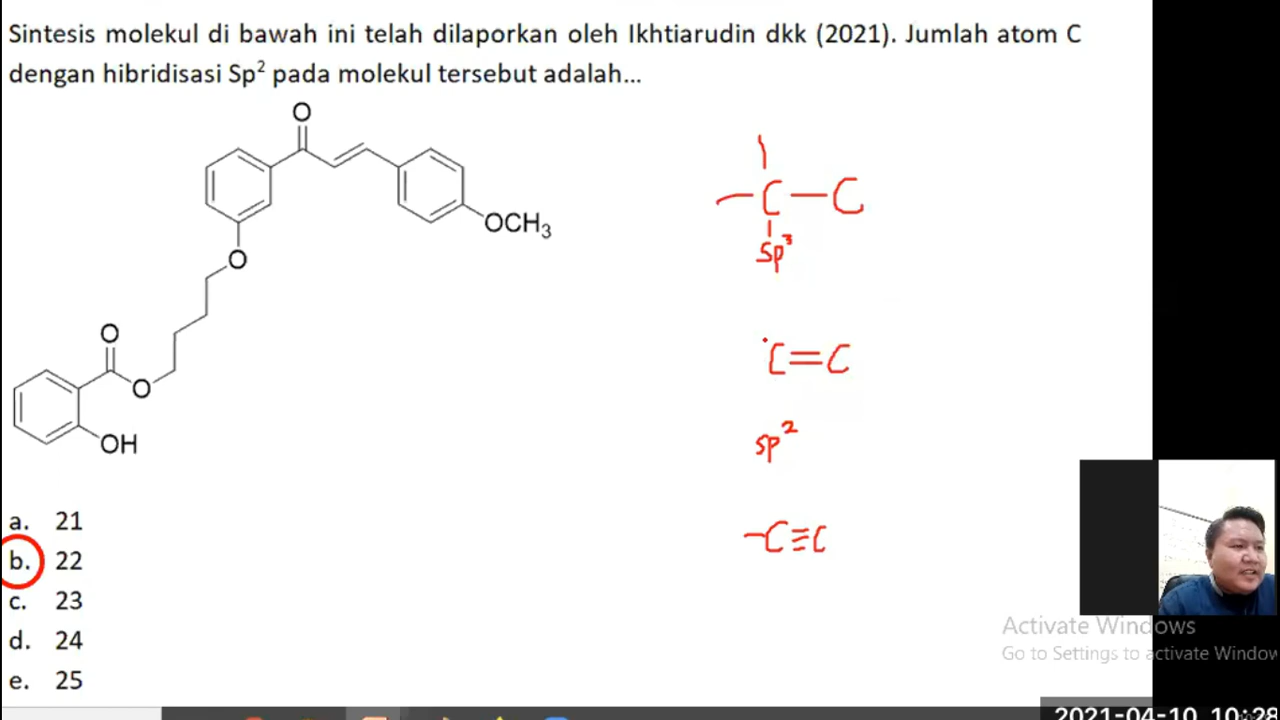 Sintesis molekul di bawah ini telah dilaporkan oleh Ikhtiarudin dkk (2021). Jumlah atom C
dengan hibridisasi Sp² pada molekul tersebut adalah...
O
OCH₃
O
O
O
OH
C — C
sp³
C = C
sp²
-C≡C
a. 21
b. 22
c. 23
d. 24
e. 25
Activate Windows
Go to Settings to activate Window
2021-04-10 10:28